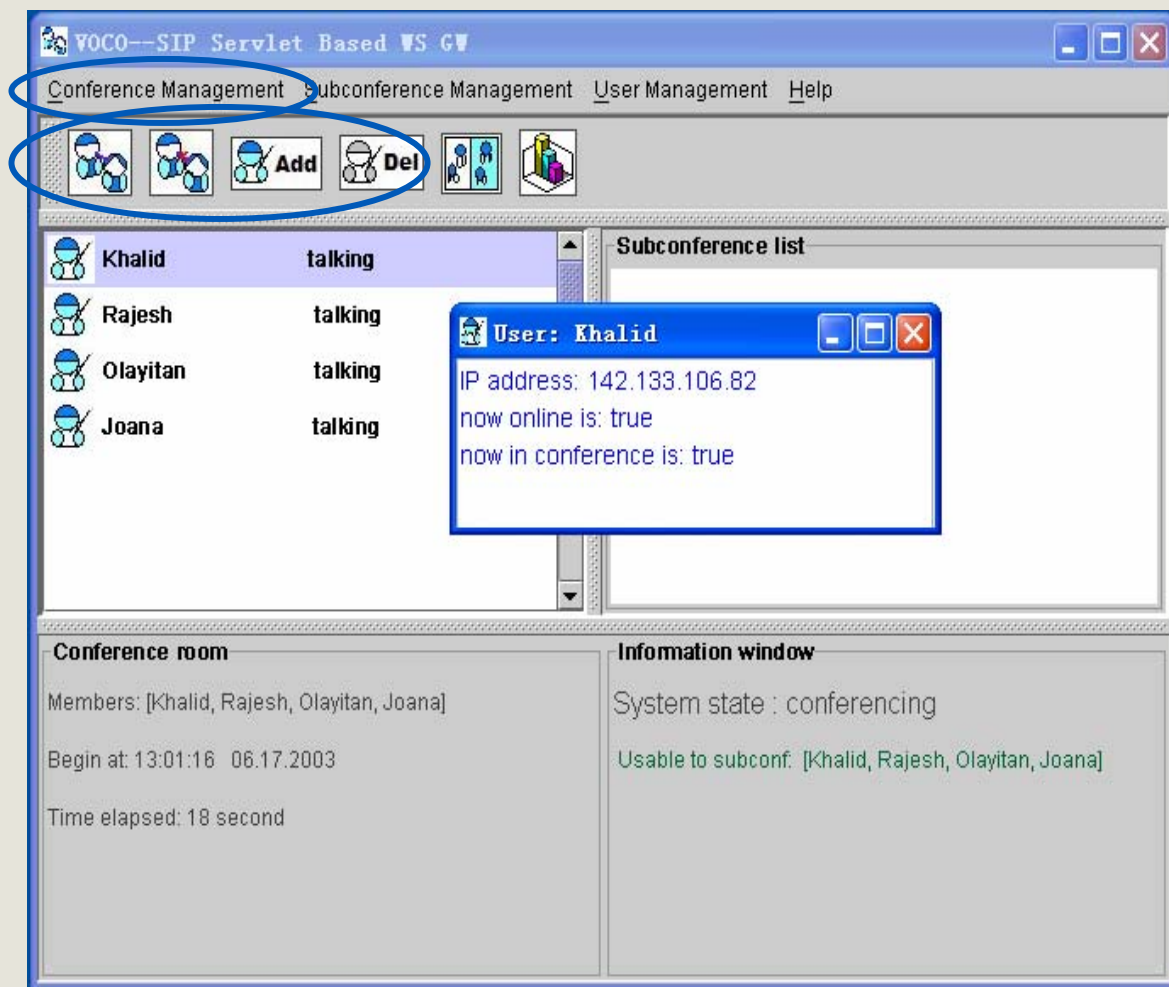 VOCO--SIP Servlet Based WS GW
Conference Management Subconference Management User Management Help
Add Del
Khalid talking
Rajesh talking
Olayitan talking
Joana talking
Subconference list
User: Khalid
IP address: 142.133.106.82
now online is: true
now in conference is: true
Conference room
Members: [Khalid, Rajesh, Olayitan, Joana]
Begin at: 13:01:16 06.17.2003
Time elapsed: 18 second
Information window
System state : conferencing
Usable to subconf: [Khalid, Rajesh, Olayitan, Joana]